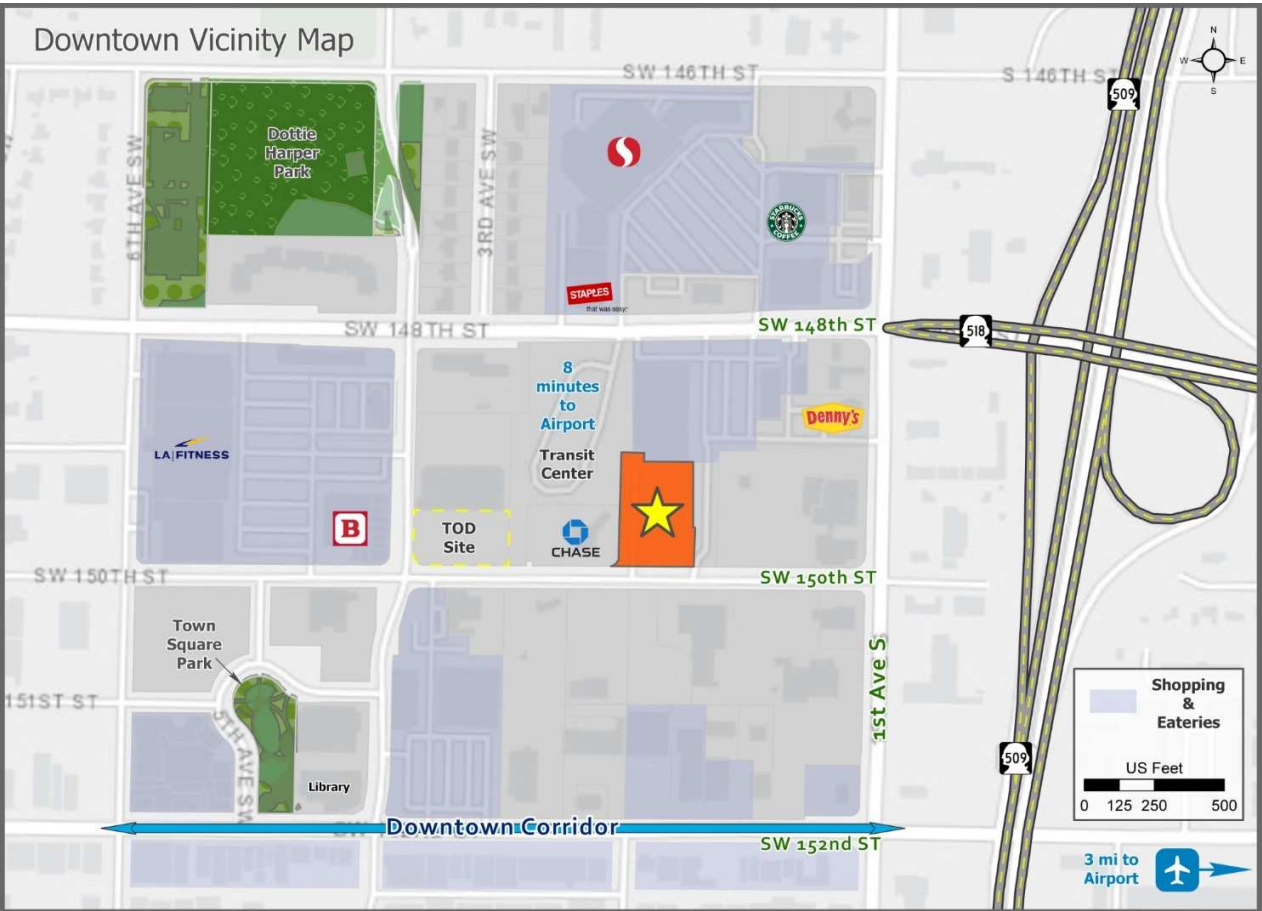 Downtown Vicinity Map
N
W
E
S
SW 146TH ST
S 146TH ST
509
6TH AVE SW
Dottie
Harper
Park
3RD AVE SW
STARBUCKS
COFFEE
STAPLES
that was easy.
SW 148TH ST
SW 148th ST
518
8
minutes
to
Airport
Transit
Center
Denny's
LA|FITNESS
B
TOD
Site
CHASE
SW 150TH ST
SW 150th ST
Town
Square
Park
151ST ST
5TH AVE SW
1st Ave S
Library
Shopping
&
Eateries
US Feet
0 125 250 500
509
Downtown Corridor
SW 152nd ST
3 mi to
Airport